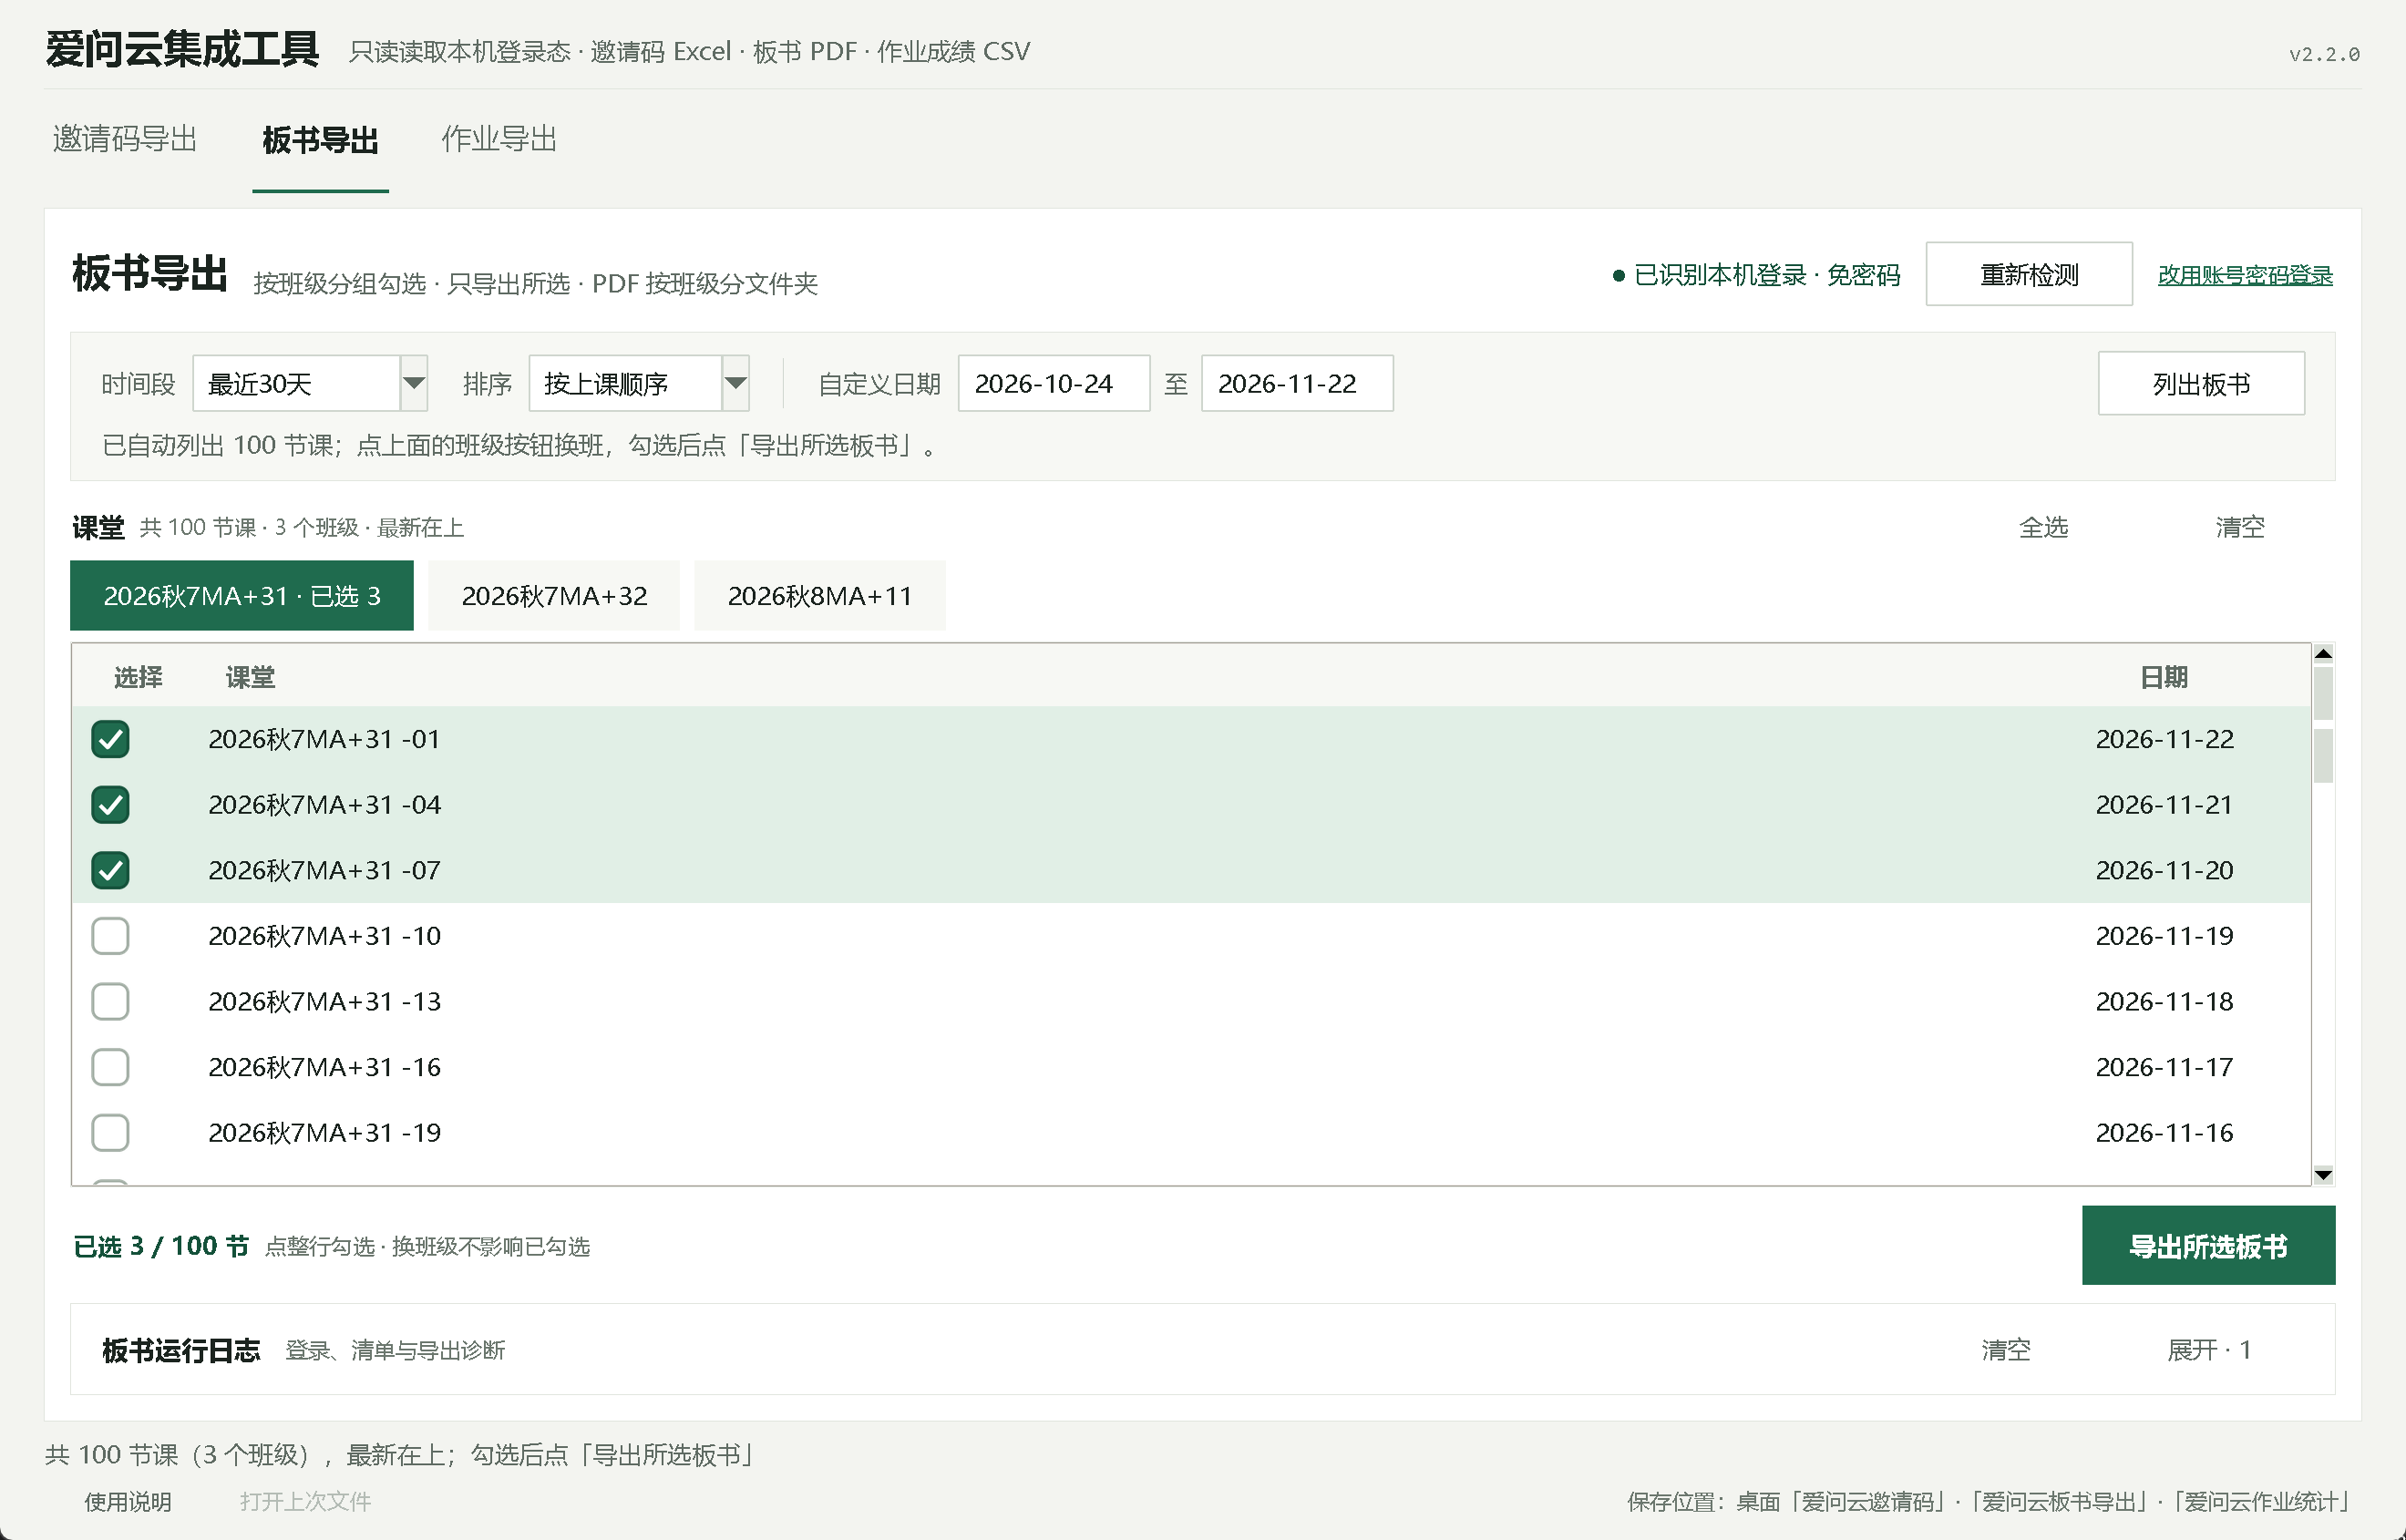 爱问云集成工具 只读读取本机登录态 · 邀请码 Excel · 板书 PDF · 作业成绩 CSV v2.2.0
邀请码导出 板书导出 作业导出
板书导出 按班级分组勾选 · 只导出所选 · PDF 按班级分文件夹 ● 已识别本机登录 · 免密码 重新检测 改用账号密码登录
时间段 最近30天 排序 按上课顺序 自定义日期 2026-10-24 至 2026-11-22 列出板书
已自动列出 100 节课；点上面的班级按钮换班，勾选后点「导出所选板书」。
课堂 共 100 节课 · 3 个班级 · 最新在上 全选 清空
2026秋7MA+31 · 已选 3 2026秋7MA+32 2026秋8MA+11
选择 课堂 日期
2026秋7MA+31 -01 2026-11-22
2026秋7MA+31 -04 2026-11-21
2026秋7MA+31 -07 2026-11-20
2026秋7MA+31 -10 2026-11-19
2026秋7MA+31 -13 2026-11-18
2026秋7MA+31 -16 2026-11-17
2026秋7MA+31 -19 2026-11-16
已选 3 / 100 节 点整行勾选 · 换班级不影响已勾选 导出所选板书
板书运行日志 登录、清单与导出诊断 清空 展开 · 1
共 100 节课（3 个班级），最新在上；勾选后点「导出所选板书」
使用说明 打开上次文件 保存位置：桌面「爱问云邀请码」·「爱问云板书导出」·「爱问云作业统计」